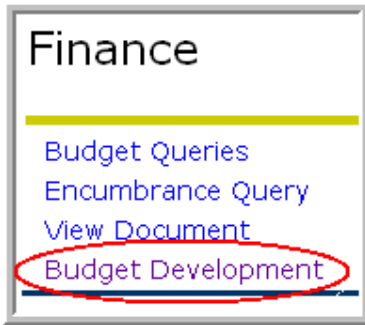 Finance
Budget Queries
Encumbrance Query
View Document
Budget Development